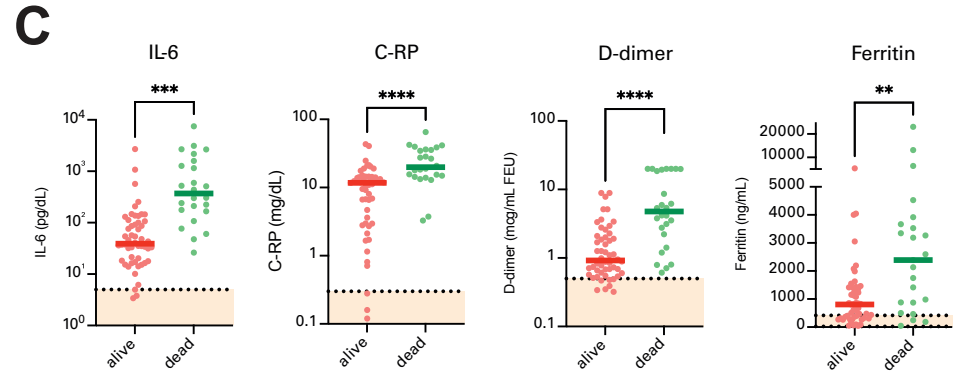 C
IL-6
C-RP
D-dimer
Ferritin
***
****
****
**
IL-6 (pg/dL)
10⁴
10³
10²
10¹
10⁰
alive
dead
C-RP (mg/dL)
100
10
1
0.1
alive
dead
D-dimer (mcg/mL FEU)
100
10
1
0.1
alive
dead
Ferritin (ng/mL)
20000
10000
5000
4000
3000
2000
1000
0
alive
dead